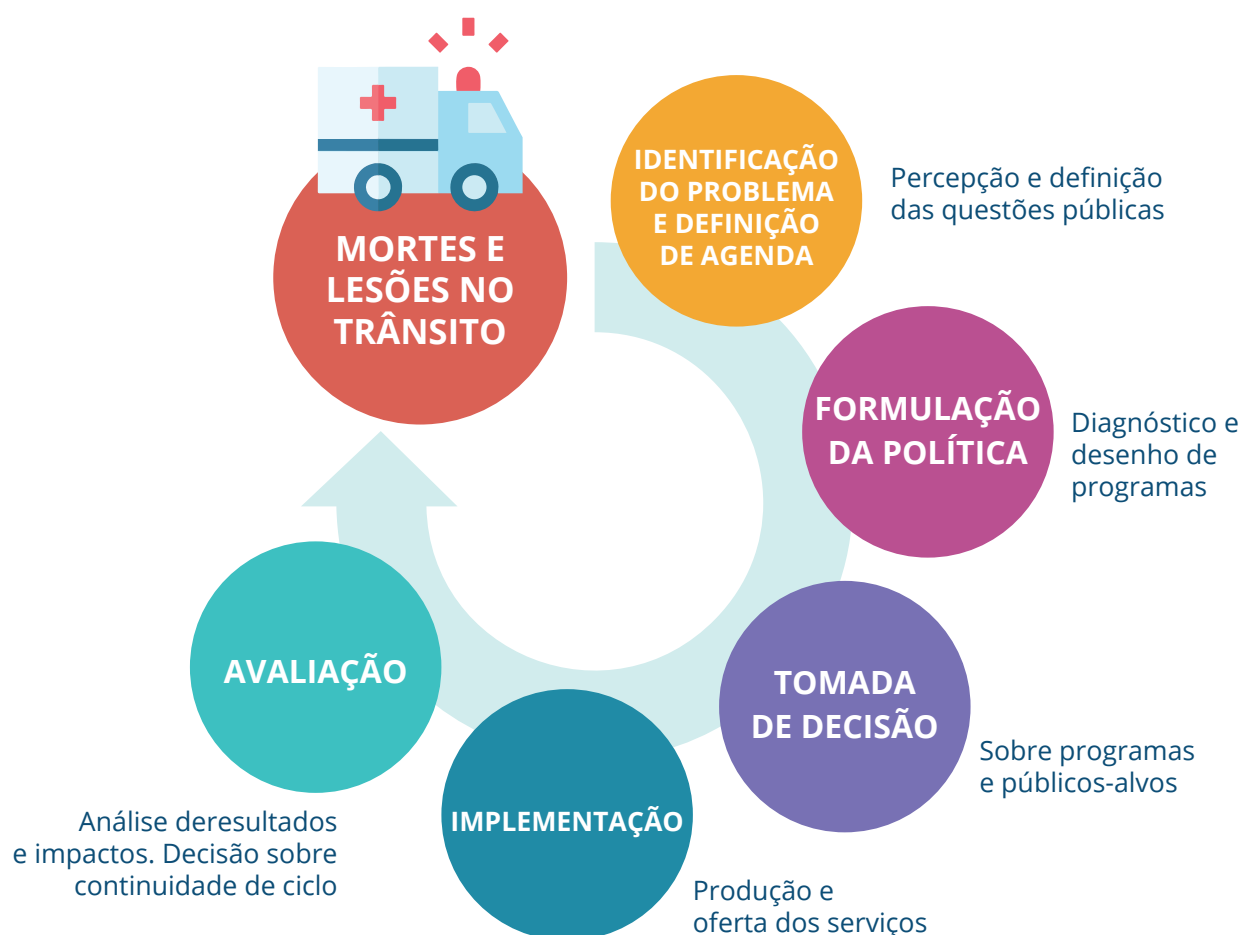 MORTES E
LESÕES NO
TRÂNSITO
IDENTIFICAÇÃO
DO PROBLEMA
E DEFINIÇÃO
DE AGENDA
Percepção e definição
das questões públicas
FORMULAÇÃO
DA POLÍTICA
Diagnóstico e
desenho de
programas
TOMADA
DE DECISÃO
Sobre programas
e públicos-alvos
IMPLEMENTAÇÃO
Produção e
oferta dos serviços
AVALIAÇÃO
Análise deresultados
e impactos. Decisão sobre
continuidade de ciclo